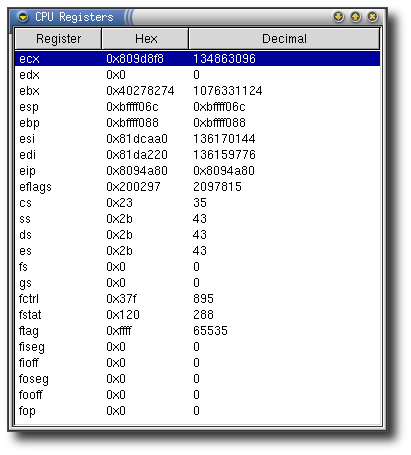 CPU Registers
Register Hex Decimal
ecx 0x809d8f8 134863096
edx 0x0 0
ebx 0x40278274 1076331124
esp 0xbffff06c 0xbffff06c
ebp 0xbffff088 0xbffff088
esi 0x81dcaa0 136170144
edi 0x81da220 136159776
eip 0x8094a80 0x8094a80
eflags 0x200297 2097815
cs 0x23 35
ss 0x2b 43
ds 0x2b 43
es 0x2b 43
fs 0x0 0
gs 0x0 0
fctrl 0x37f 895
fstat 0x120 288
ftag 0xffff 65535
fiseg 0x0 0
fioff 0x0 0
foseg 0x0 0
fooff 0x0 0
fop 0x0 0